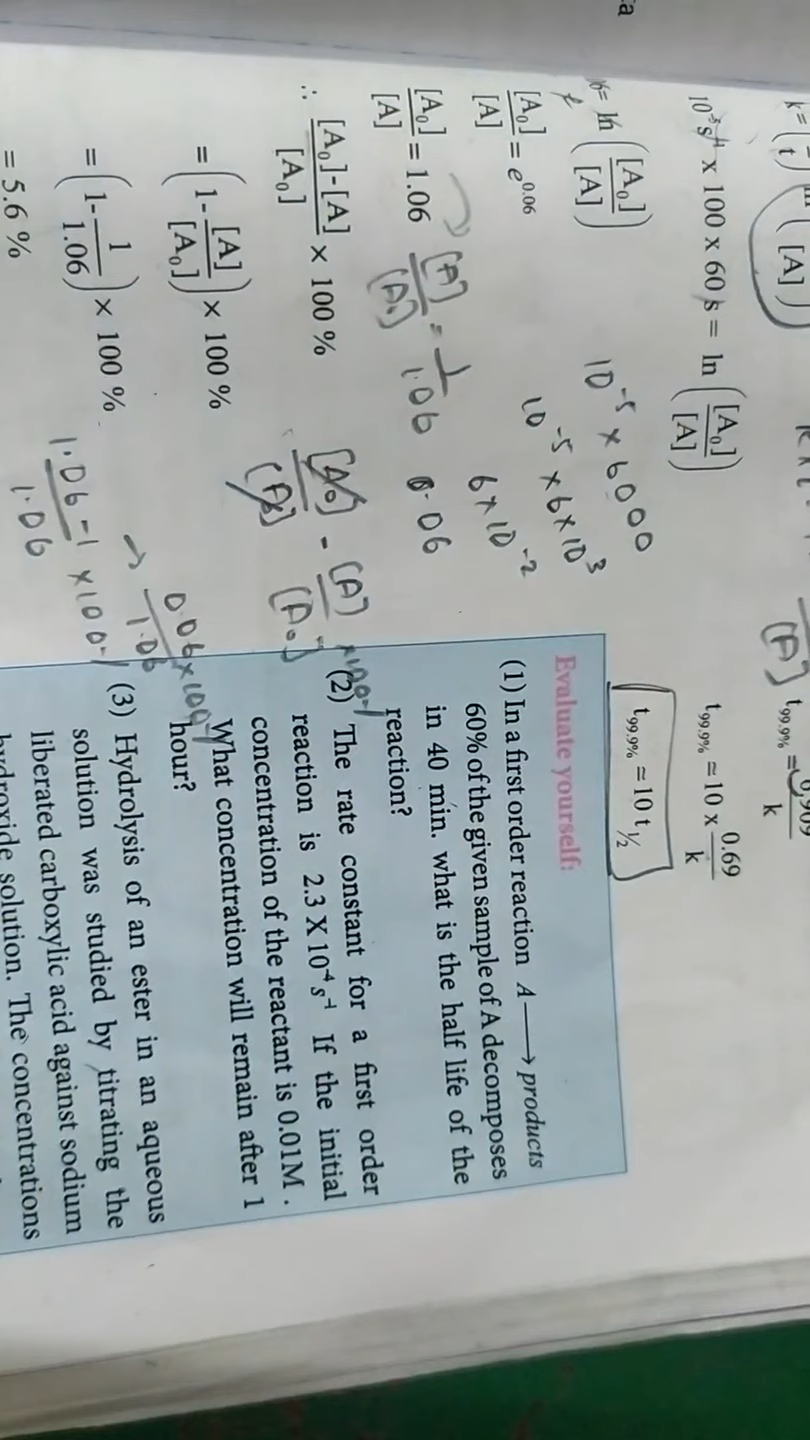 10⁻⁵s⁻¹ x 100 x 60 s = ln ([A₀]/[A])
ln ([A₀]/[A])
[A₀]/[A] = e^0.06
[A₀]/[A] = 1.06
[A]/[A₀] = 1/1.06
∴ [A₀]-[A]/[A₀] × 100 %
= (1-[A]/[A₀]) × 100 %
= (1-1/1.06) × 100 %
= 5.6 %
10⁻⁵ × 6000
10⁻⁵ × 6 × 10³
6 × 10⁻²
0.06
[A₀]/[A₀] - [A]/[A₀] × 100%
1.06-1/1.06 × 100%
0.06/1.06 × 100%
t99.9% ≃ 10 x 0.69/k
t99.9% ≃ 10 t½
Evaluate yourself:
(1) In a first order reaction A ⟶ products
60% of the given sample of A decomposes
in 40 min. what is the half life of the
reaction?
(2) The rate constant for a first order
reaction is 2.3 X 10⁻⁴ s⁻¹ If the initial
concentration of the reactant is 0.01M .
What concentration will remain after 1
hour?
(3) Hydrolysis of an ester in an aqueous
solution was studied by titrating the
liberated carboxylic acid against sodium
hydroxide solution. The concentrations